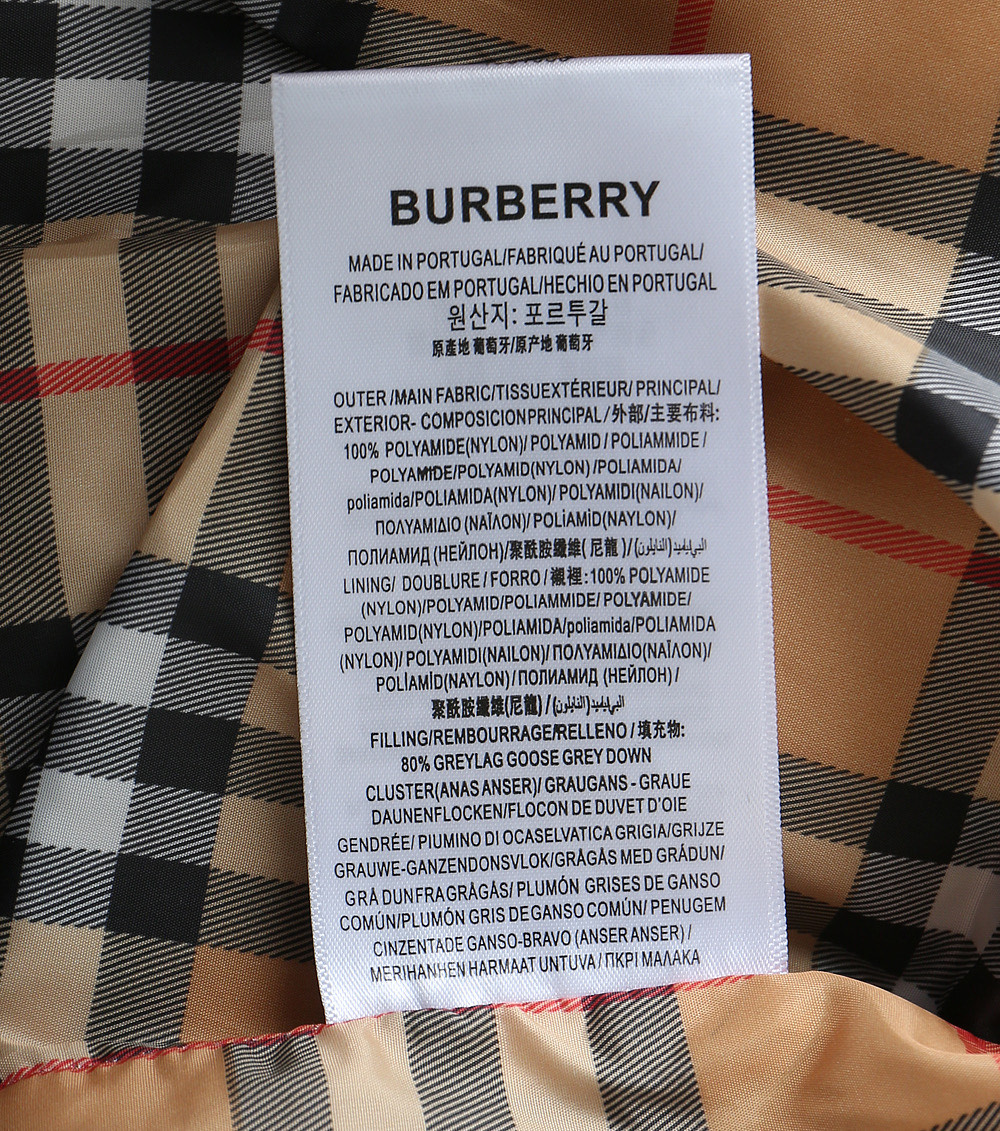 BURBERRY
MADE IN PORTUGAL/FABRIQUÉ AU PORTUGAL/
FABRICADO EM PORTUGAL/HECHIO EN PORTUGAL
원산지: 포르투갈
原產地 葡萄牙/原产地 葡萄牙
OUTER /MAIN FABRIC/TISSUEXTÉRIEUR/ PRINCIPAL/
EXTERIOR- COMPOSICIONPRINCIPAL / 外部/主要布料:
100% POLYAMIDE(NYLON)/ POLYAMID / POLIAMMIDE /
POLYAMIDE/POLYAMID(NYLON) /POLIAMIDA/
poliamida/POLIAMIDA(NYLON)/ POLYAMIDI(NAILON)/
ΠΟΛΥΑΜΙΔΙΟ (ΝΑΪΛΟΝ)/ POLİAMİD(NAYLON)/
ПОЛИАМИД (НЕЙЛОН)/聚酰胺纖維( 尼龍 ) /
LINING/ DOUBLURE / FORRO / 襯裡:100% POLYAMIDE
(NYLON)/POLYAMID/POLIAMMIDE/ POLYAMIDE/
POLYAMID(NYLON)/POLIAMIDA/poliamida/POLIAMIDA
(NYLON)/ POLYAMIDI(NAILON)/ ΠΟΛΥΑΜΙΔΙΟ(ΝΑΪΛΟΝ)/
POLİAMİD(NAYLON)/ ПОЛИАМИД (НЕЙЛОН) /
聚酰胺纖維(尼龍) /
FILLING/REMBOURRAGE/RELLENO / 填充物:
80% GREYLAG GOOSE GREY DOWN
CLUSTER(ANAS ANSER)/ GRAUGANS - GRAUE
DAUNENFLOCKEN/FLOCON DE DUVET D'OIE
GENDRÉE/ PIUMINO DI OCASELVATICA GRIGIA/GRIJZE
GRAUWE-GANZENDONSVLOK/GRÅGÅS MED GRÅDUN/
GRÅ DUNFRAGRÅGÅS/ PLUMÓN GRISES DE GANSO
COMÚN/PLUMÓN GRIS DEGANSO COMÚN/ PENUGEM
CINZENTADE GANSO-BRAVO (ANSER ANSER) /
MERIHANHEN HARMAAT UNTUVA / ΓΚΡΙ ΜΑΛΑΚΑ